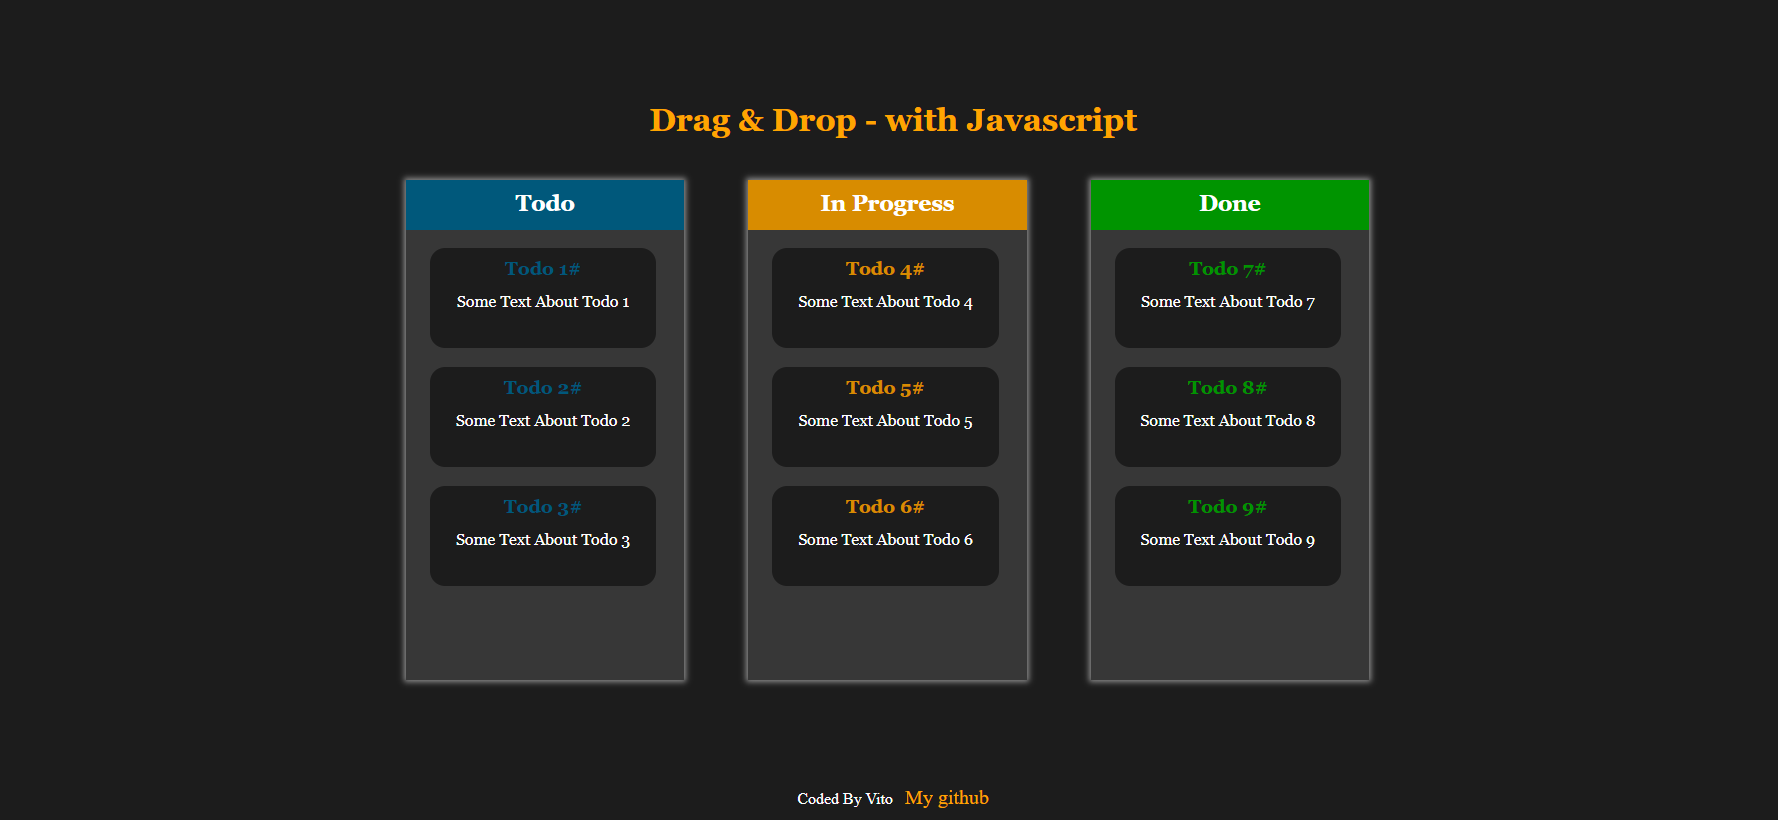 Drag & Drop - with Javascript
Todo
Todo 1#
Some Text About Todo 1
Todo 2#
Some Text About Todo 2
Todo 3#
Some Text About Todo 3
In Progress
Todo 4#
Some Text About Todo 4
Todo 5#
Some Text About Todo 5
Todo 6#
Some Text About Todo 6
Done
Todo 7#
Some Text About Todo 7
Todo 8#
Some Text About Todo 8
Todo 9#
Some Text About Todo 9
Coded By Vito My github